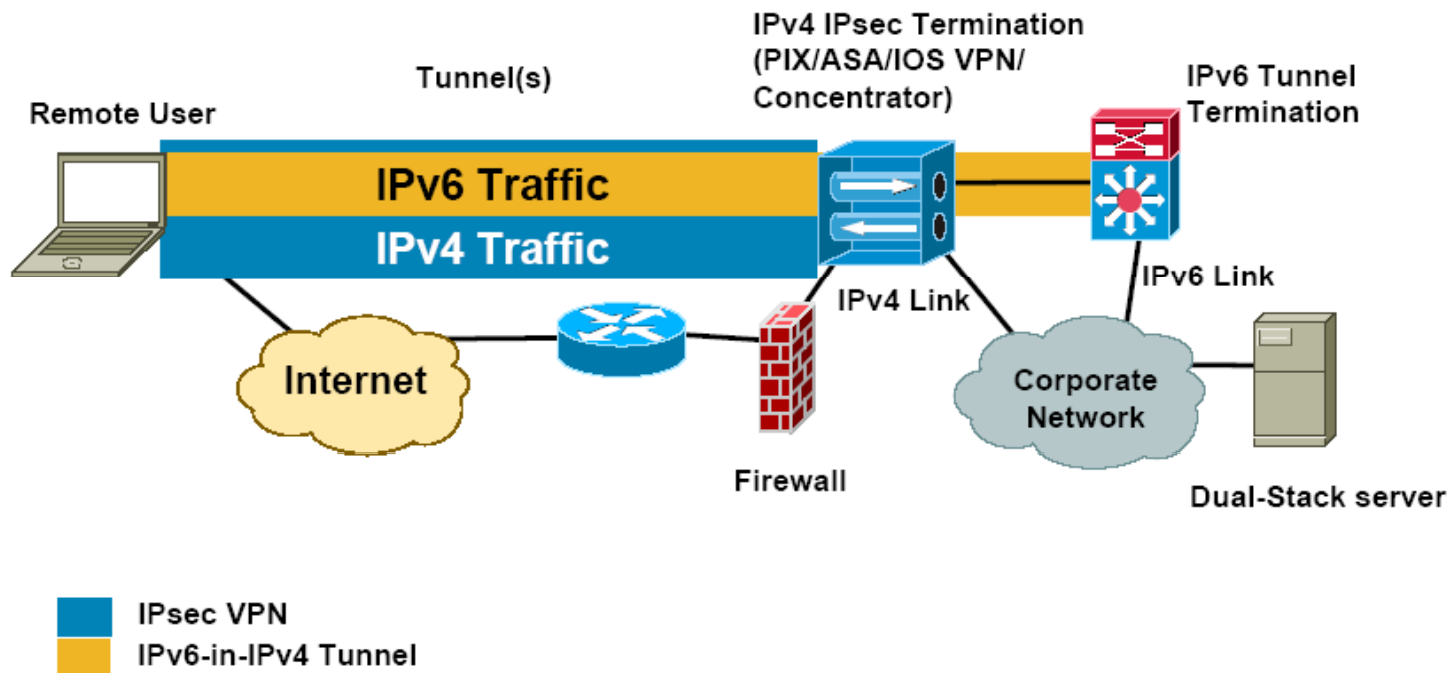 IPv4 IPsec Termination
(PIX/ASA/IOS VPN/
Concentrator)
Tunnel(s)
IPv6 Tunnel
Termination
Remote User
IPv6 Traffic
IPv4 Traffic
IPv4 Link
IPv6 Link
Internet
Corporate
Network
Firewall
Dual-Stack server
IPsec VPN
IPv6-in-IPv4 Tunnel